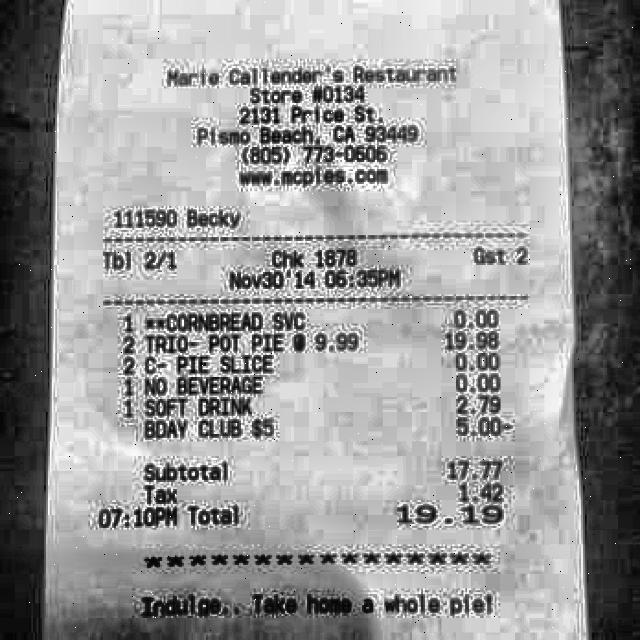 Marie Callender's Restaurant
Store #0134
2131 Price St.
Pismo Beach, CA 93449
(805) 773-0606
www.mcpies.com
111590 Becky
Tbl 2/1 Chk 1878 Gst 2
Nov30'14 06:35PM
1 **CORNBREAD SVC 0.00
2 TRIO- POT PIE @ 9.99 19.98
2 C- PIE SLICE 0.00
1 NO BEVERAGE 0.00
1 SOFT DRINK 2.79
BDAY CLUB $5 5.00-
Subtotal 17.77
Tax 1.42
07:10PM Total 19.19
****************
Indulge.. Take home a whole pie!